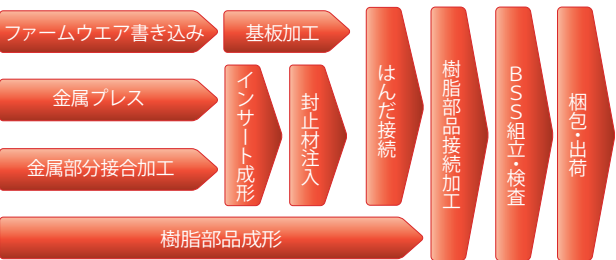 ファームウエア書き込み
基板加工
金属プレス
金属部分接合加工
インサート成形
封止材注入
はんだ接続
樹脂部品成形
樹脂部品接続加工
BSS組立・検査
梱包・出荷